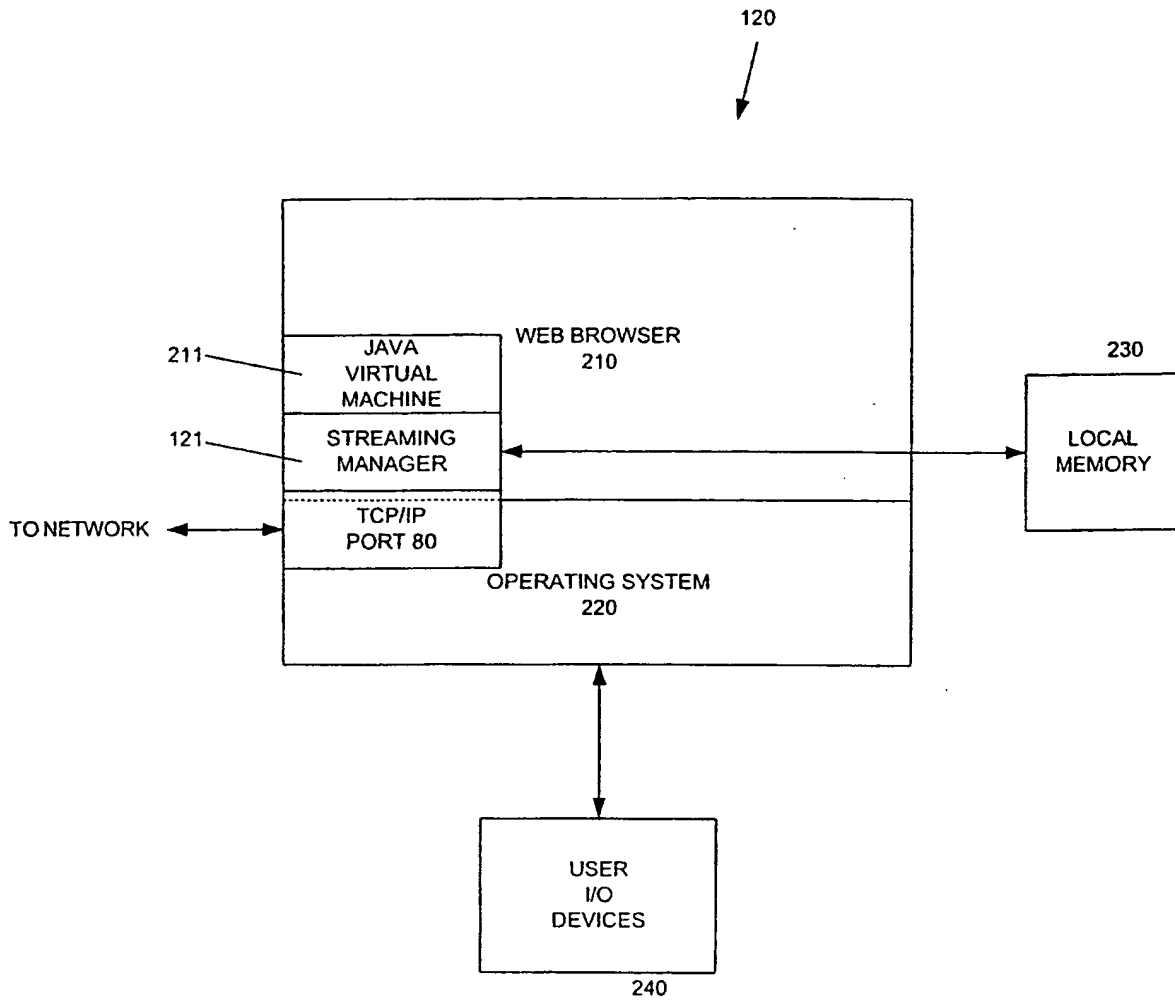 120
WEB BROWSER
210
211
JAVA
VIRTUAL
MACHINE
121
STREAMING
MANAGER
230
LOCAL
MEMORY
TO NETWORK
TCP/IP
PORT 80
OPERATING SYSTEM
220
USER
I/O
DEVICES
240